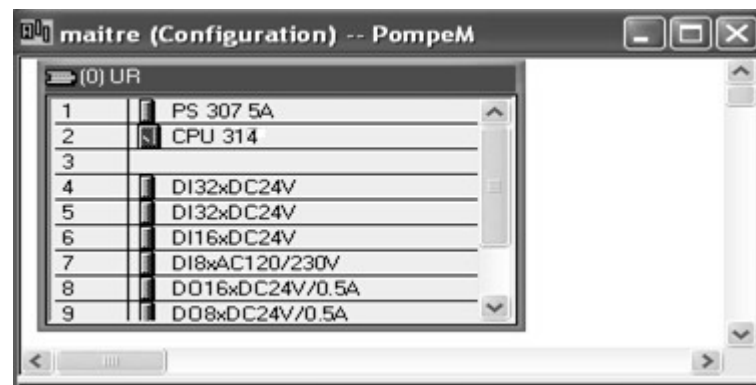 maitre (Configuration) -- PompeM
(0) UR
1 PS 307 5A
2 CPU 314
3
4 DI32xDC24V
5 DI32xDC24V
6 DI16xDC24V
7 DI8xAC120/230V
8 DO16xDC24V/0.5A
9 DO8xDC24V/0.5A